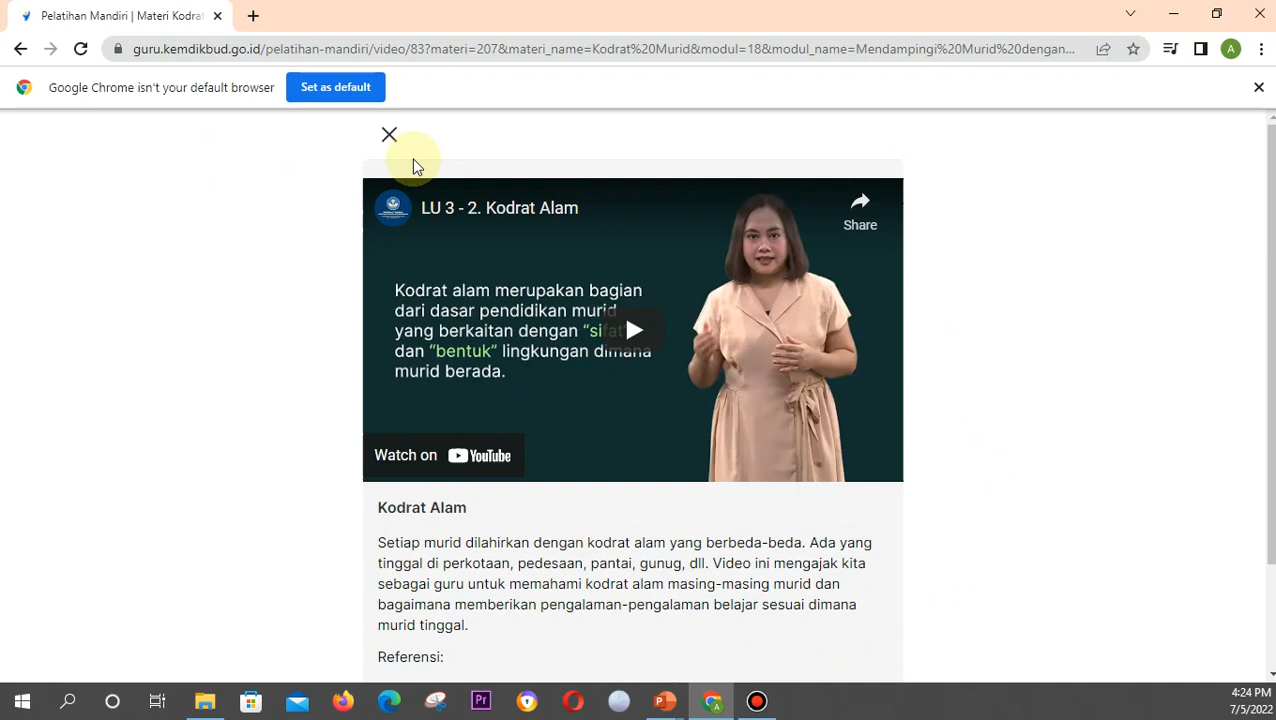 Pelatihan Mandiri | Materi Kodrat
guru.kemdikbud.go.id/pelatihan-mandiri/video/83?materi=207&materi_name=Kodrat%20Murid&modul=18&modul_name=Mendampingi%20Murid%20dengan...
A
Google Chrome isn't your default browser
Set as default
LU 3 - 2. Kodrat Alam
Share
Kodrat alam merupakan bagian
dari dasar pendidikan murid
yang berkaitan dengan "sifat"
dan "bentuk" lingkungan dimana
murid berada.
Watch on YouTube
Kodrat Alam
Setiap murid dilahirkan dengan kodrat alam yang berbeda-beda. Ada yang
tinggal di perkotaan, pedesaan, pantai, gunug, dll. Video ini mengajak kita
sebagai guru untuk memahami kodrat alam masing-masing murid dan
bagaimana memberikan pengalaman-pengalaman belajar sesuai dimana
murid tinggal.
Referensi:
Pr
P
A
4:24 PM
7/5/2022